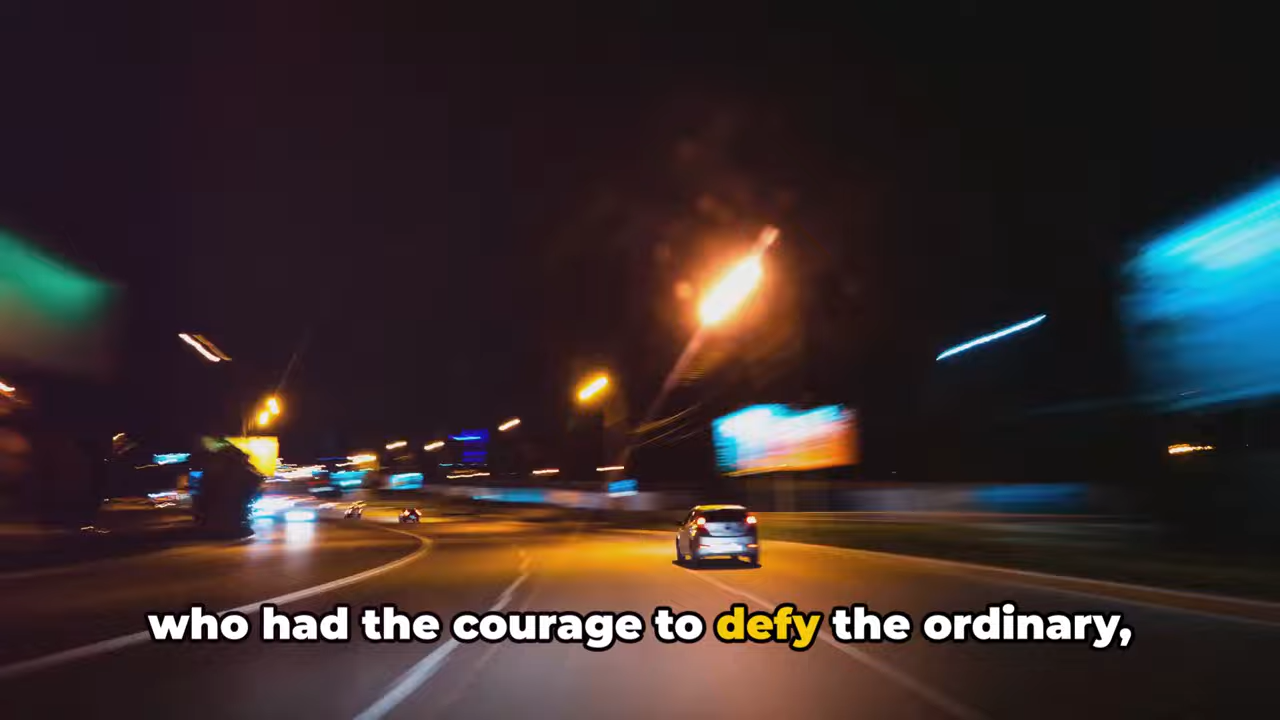 who had the courage to defy the ordinary,